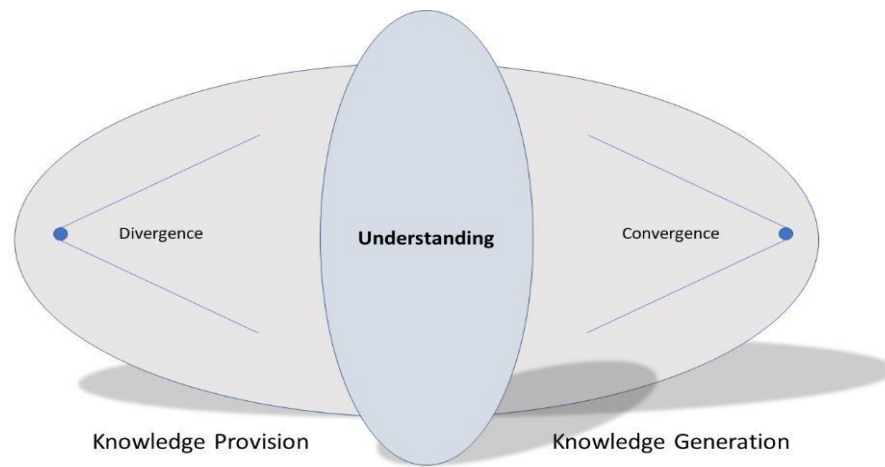 Divergence
Understanding
Convergence
Knowledge Provision
Knowledge Generation